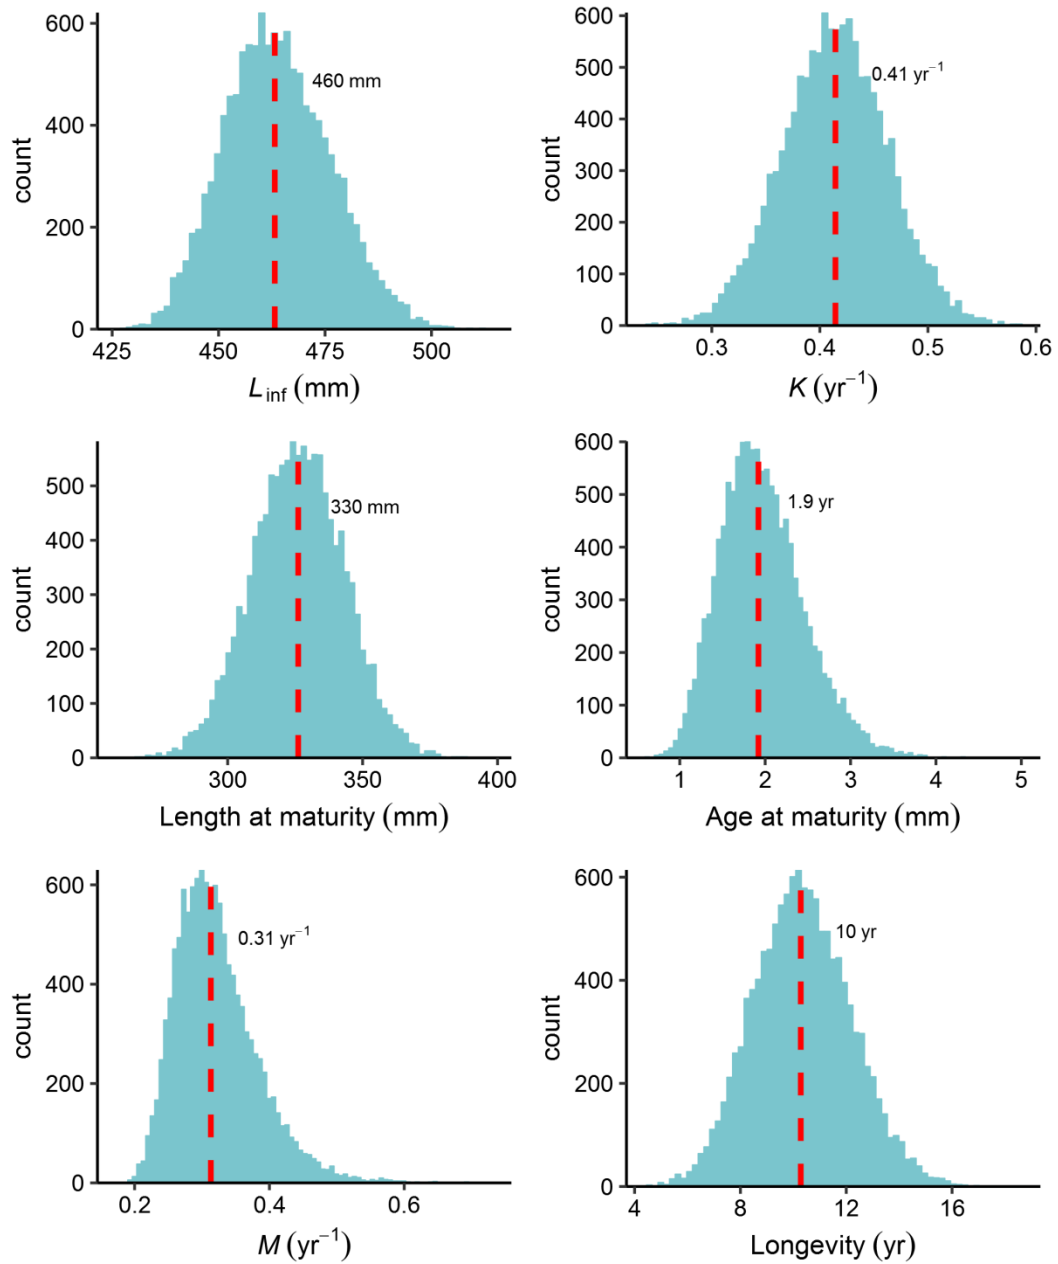 600
400
200
0
count
460 mm
425 450 475 500
L inf (mm)
600
500
400
300
200
100
0
count
0.41 yr⁻¹
0.3 0.4 0.5 0.6
K (yr⁻¹)
500
400
300
200
100
0
count
330 mm
300 350 400
Length at maturity (mm)
600
500
400
300
200
100
0
count
1.9 yr
1 2 3 4 5
Age at maturity (mm)
600
400
200
0
count
0.31 yr⁻¹
0.2 0.4 0.6
M (yr⁻¹)
600
400
200
0
count
10 yr
4 8 12 16
Longevity (yr)